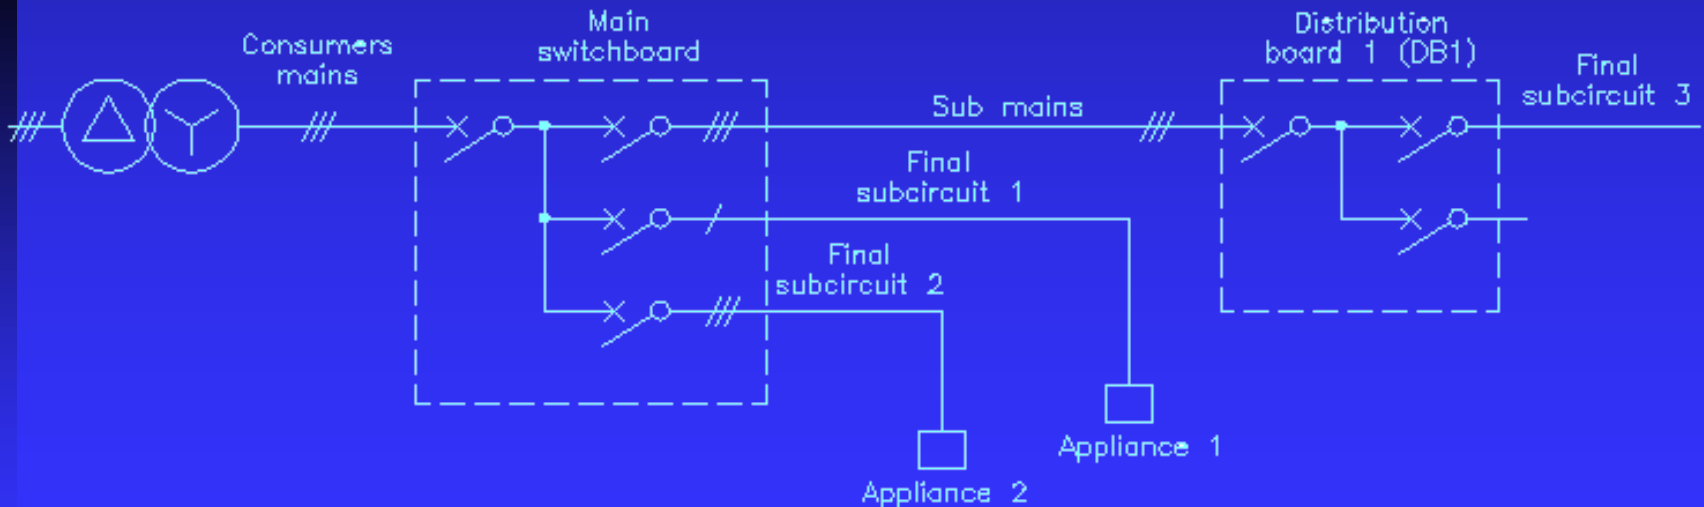 Consumers
mains
Main
switchboard
Sub mains
Final
subcircuit 1
Final
subcircuit 2
Appliance 1
Appliance 2
Distribution
board 1 (DB1)
Final
subcircuit 3